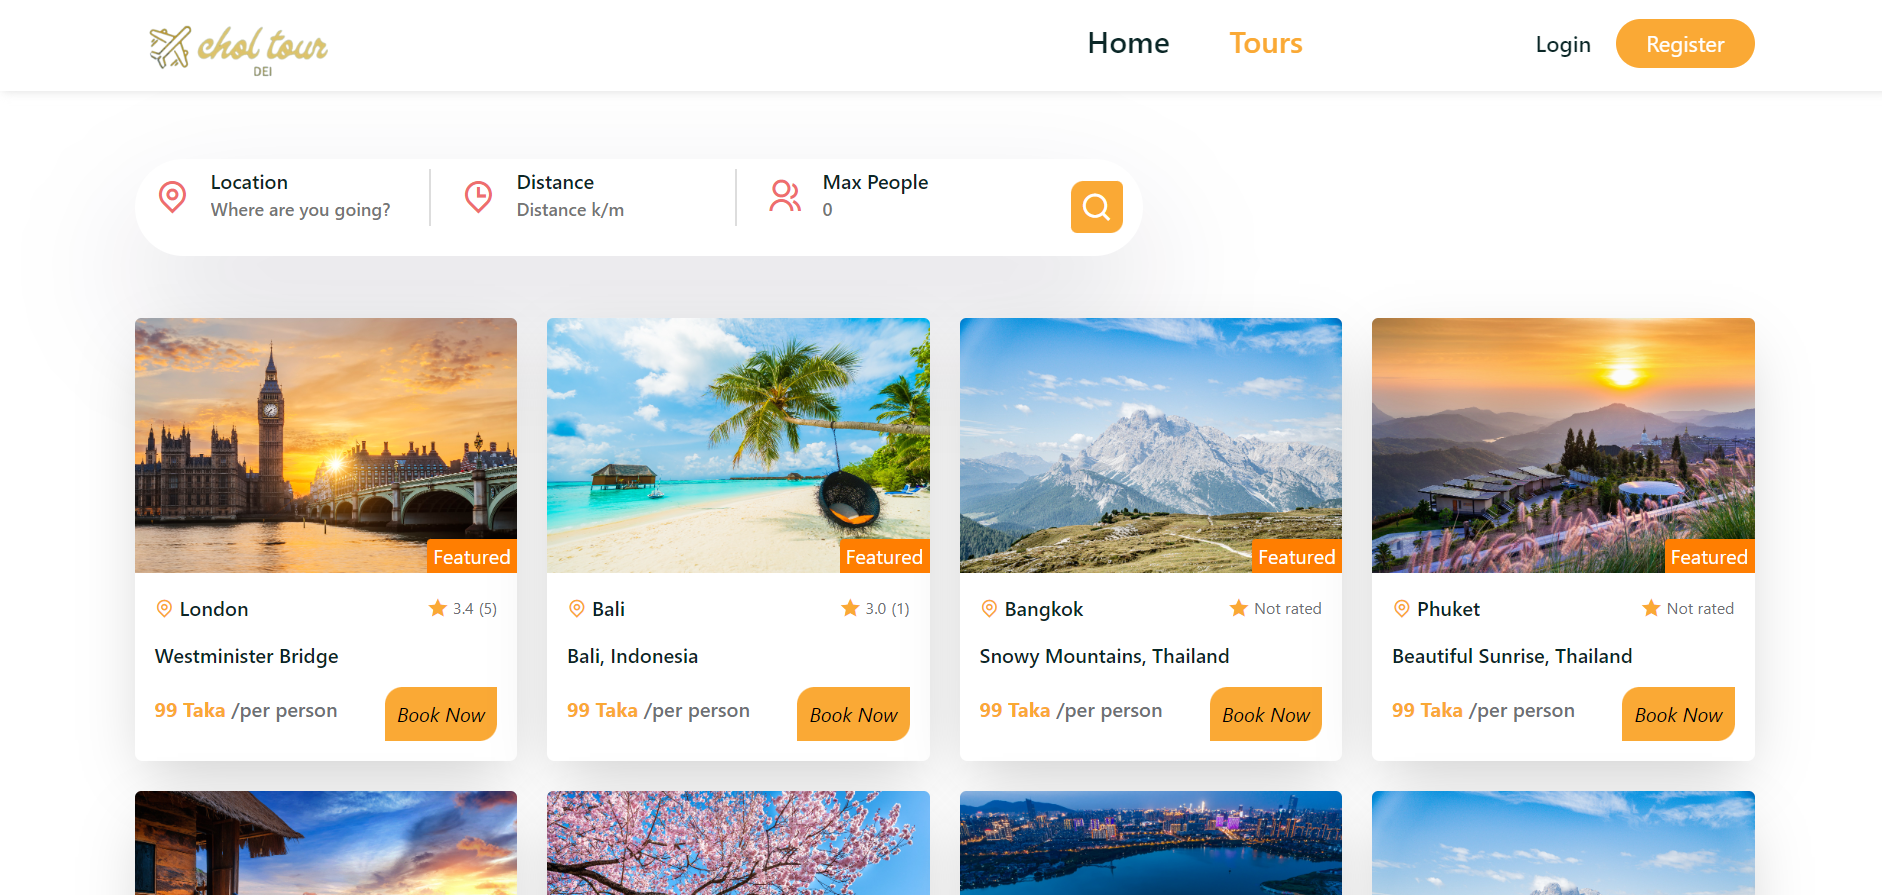 chol tour
DEI
Home
Tours
Login
Register
Location
Where are you going?
Distance
Distance k/m
Max People
0
Featured
London
3.4 (5)
Westminister Bridge
99 Taka /per person
Book Now
Featured
Bali
3.0 (1)
Bali, Indonesia
99 Taka /per person
Book Now
Featured
Bangkok
Not rated
Snowy Mountains, Thailand
99 Taka /per person
Book Now
Featured
Phuket
Not rated
Beautiful Sunrise, Thailand
99 Taka /per person
Book Now